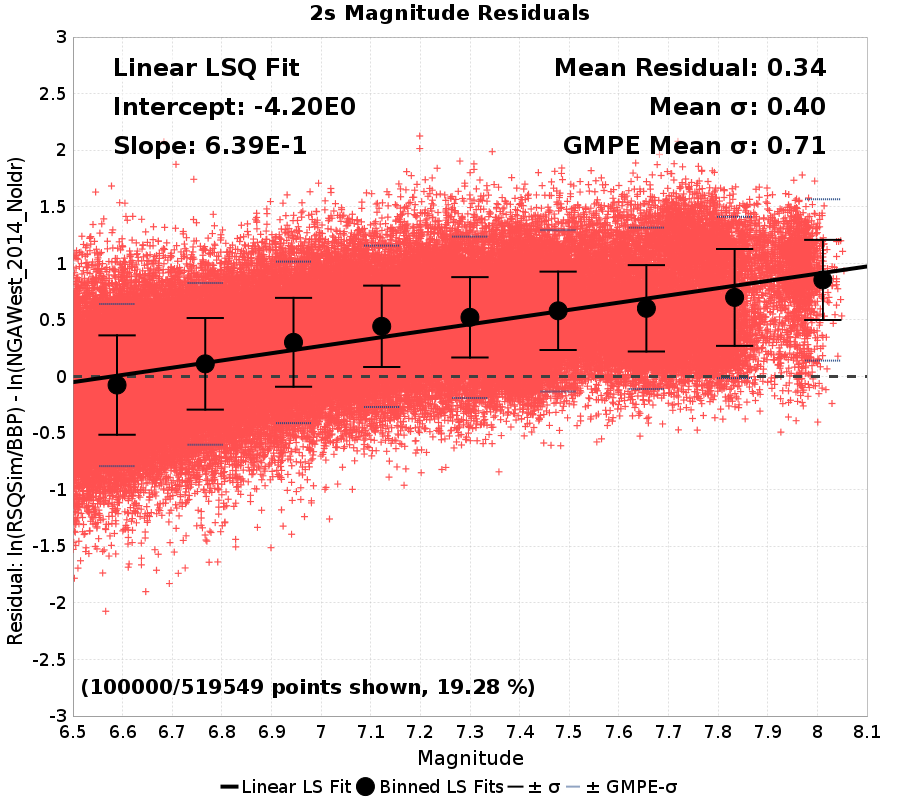 2s Magnitude Residuals
Linear LSQ Fit
Intercept: -4.20E0
Slope: 6.39E-1
Mean Residual: 0.34
Mean σ: 0.40
GMPE Mean σ: 0.71
Residual: ln(RSQSim/BBP) - ln(NGAWest_2014_NoIdr)
3
2.5
2
1.5
1
0.5
0
-0.5
-1
-1.5
-2
-2.5
-3
(100000/519549 points shown, 19.28 %)
6.5 6.6 6.7 6.8 6.9 7 7.1 7.2 7.3 7.4 7.5 7.6 7.7 7.8 7.9 8 8.1
Magnitude
Linear LS Fit Binned LS Fits ± σ ± GMPE-σ